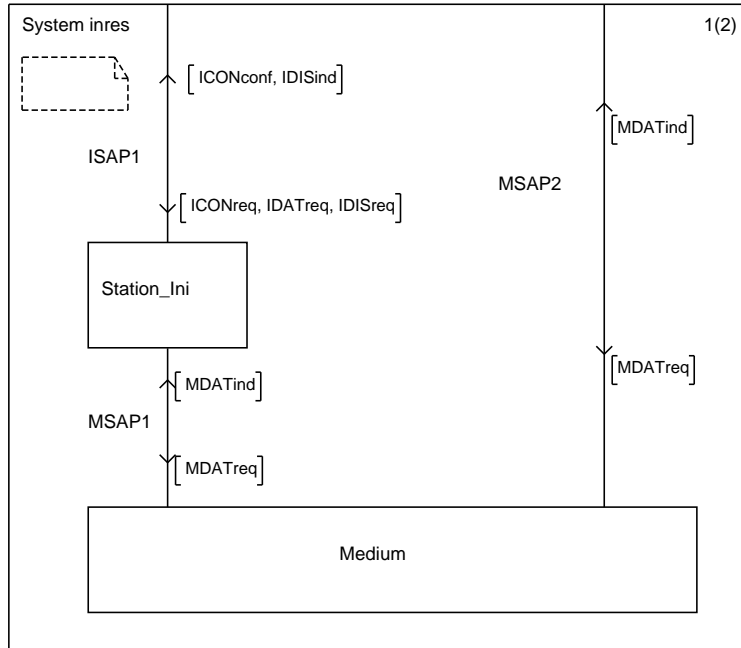 System inres
1(2)
[ICONconf, IDISind]
[MDATind]
ISAP1
MSAP2
[ICONreq, IDATreq, IDISreq]
Station_Ini
[MDATreq]
[MDATind]
MSAP1
[MDATreq]
Medium